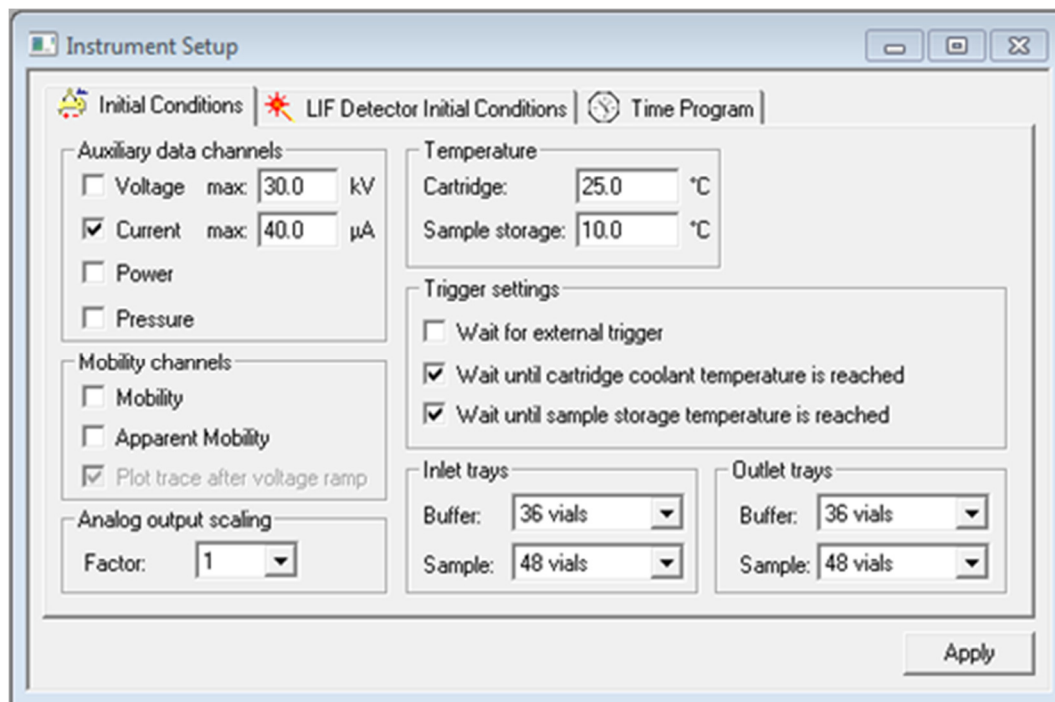 Instrument Setup
Initial Conditions
LIF Detector Initial Conditions
Time Program
Auxiliary data channels
Voltage max: 30.0 kV
Current max: 40.0 µA
Power
Pressure
Mobility channels
Mobility
Apparent Mobility
Plot trace after voltage ramp
Analog output scaling
Factor: 1
Temperature
Cartridge: 25.0 °C
Sample storage: 10.0 °C
Trigger settings
Wait for external trigger
Wait until cartridge coolant temperature is reached
Wait until sample storage temperature is reached
Inlet trays
Buffer: 36 vials
Sample: 48 vials
Outlet trays
Buffer: 36 vials
Sample: 48 vials
Apply